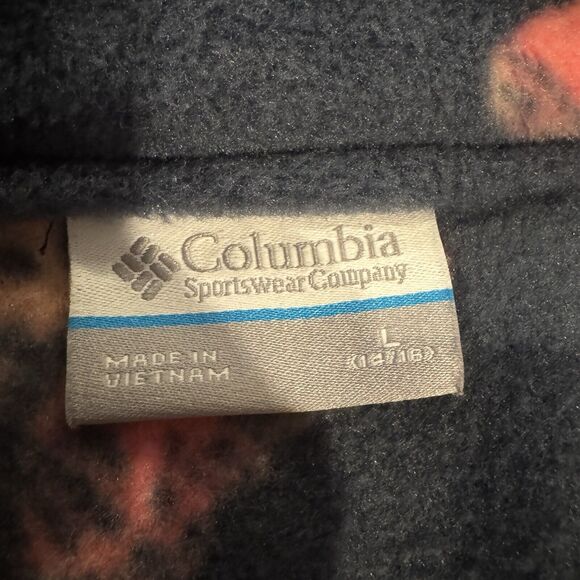 Columbia
Sportswear Company
MADE IN
VIETNAM
L
(14/16)